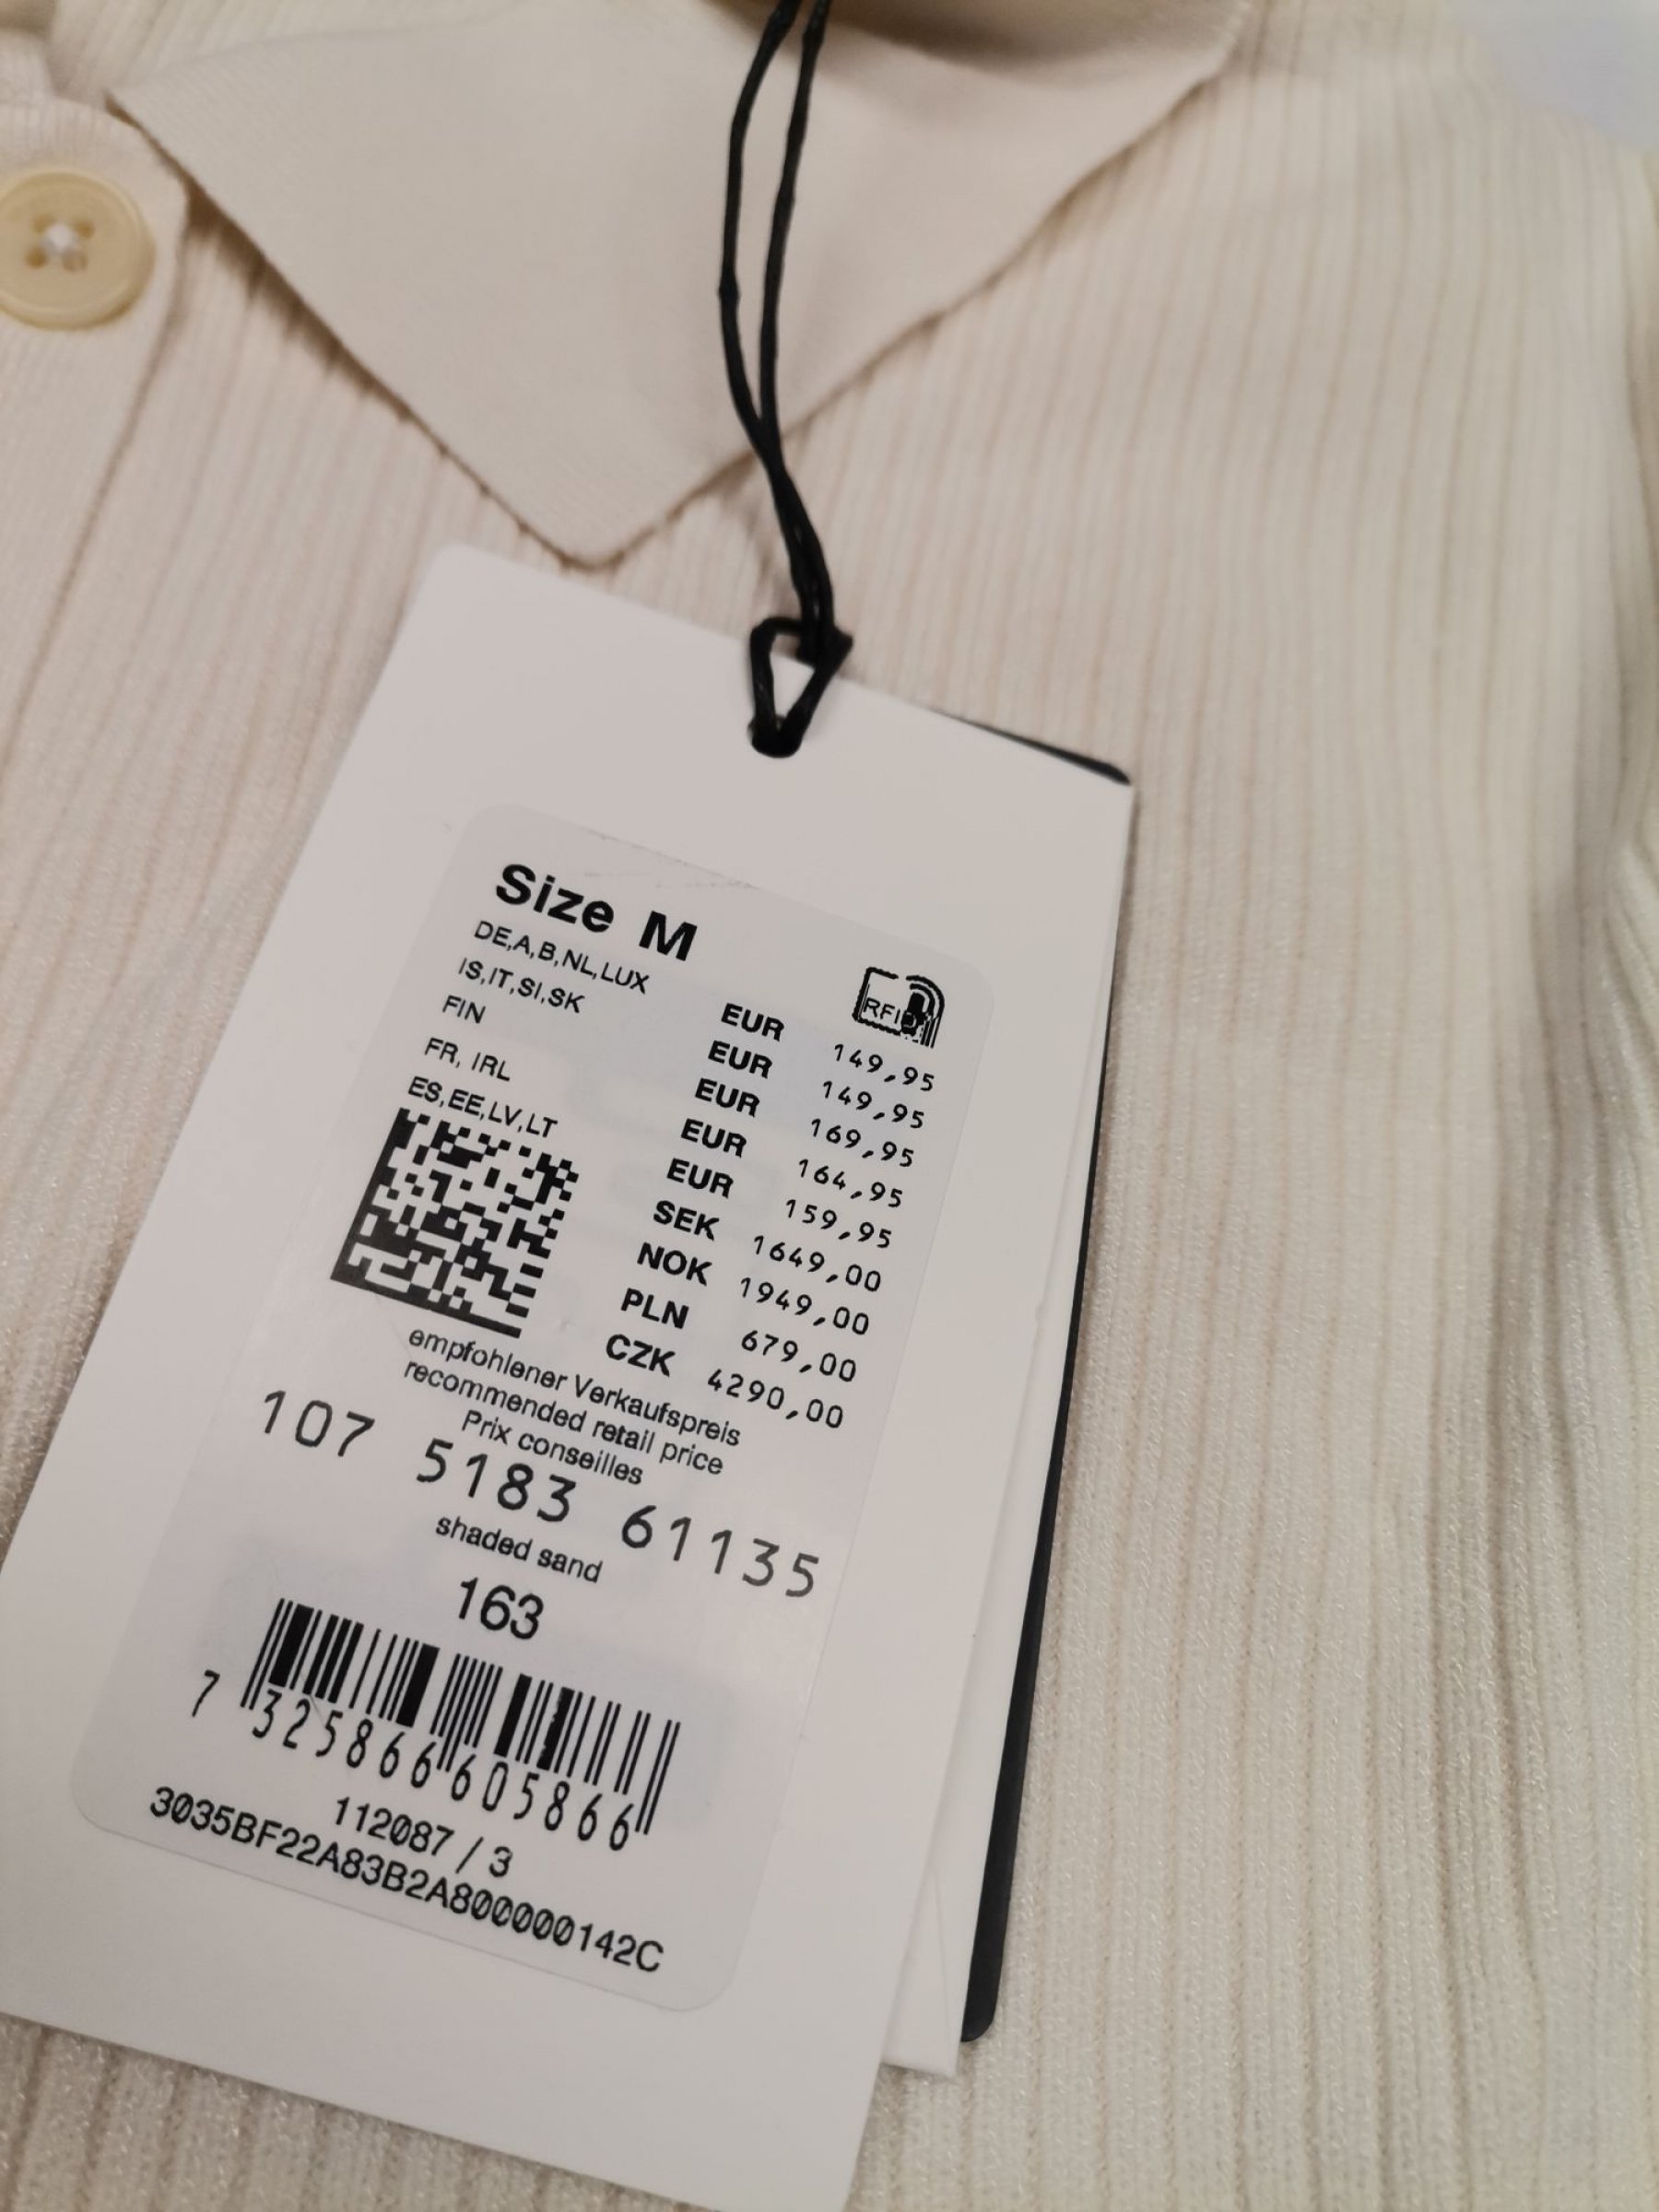 Size M
RFID
DE,A,B,NL,LUX EUR 149,95
IS,IT,SI,SK EUR 149,95
FIN EUR 169,95
FR, IRL EUR 164,95
ES,EE,LV,LT EUR 159,95
SEK 1649,00
NOK 1949,00
PLN 679,00
CZK 4290,00
empfohlener Verkaufspreis
recommended retail price
Prix conseilles
107 5183 61135
shaded sand
163
7 325866 605866
112087 / 3
3035BF22A83B2A800000142C